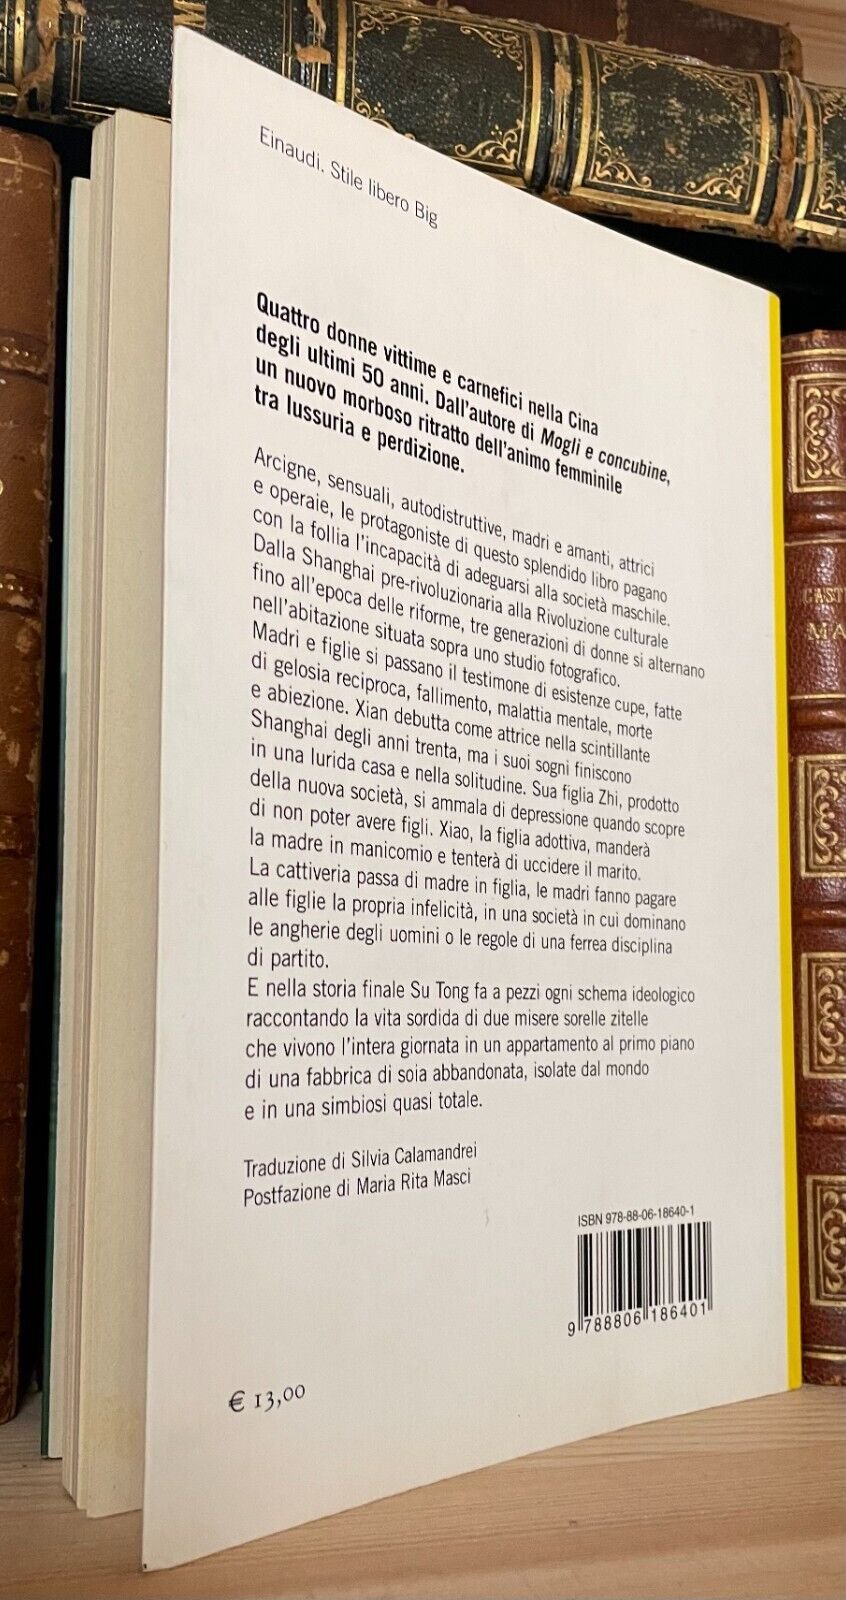 Einaudi. Stile libero Big
Quattro donne vittime e carnefici nella Cina
degli ultimi 50 anni. Dall'autore di Mogli e concubine,
un nuovo morboso ritratto dell'animo femminile
tra lussuria e perdizione.
Arcigne, sensuali, autodistruttive, madri e amanti, attrici
e operaie, le protagoniste di questo splendido libro pagano
con la follia l'incapacità di adeguarsi alla società maschile.
Dalla Shanghai pre-rivoluzionaria alla Rivoluzione culturale
fino all'epoca delle riforme, tre generazioni di donne si alternano
nell'abitazione situata sopra uno studio fotografico.
Madri e figlie si passano il testimone di esistenze cupe, fatte
di gelosia reciproca, fallimento, malattia mentale, morte
e abiezione. Xian debutta come attrice nella scintillante
Shanghai degli anni trenta, ma i suoi sogni finiscono
in una lurida casa e nella solitudine. Sua figlia Zhi, prodotto
della nuova società, si ammala di depressione quando scopre
di non poter avere figli. Xiao, la figlia adottiva, manderà
la madre in manicomio e tenterà di uccidere il marito.
La cattiveria passa di madre in figlia, le madri fanno pagare
alle figlie la propria infelicità, in una società in cui dominano
le angherie degli uomini o le regole di una ferrea disciplina
di partito.
E nella storia finale Su Tong fa a pezzi ogni schema ideologico
raccontando la vita sordida di due misere sorelle zitelle
che vivono l'intera giornata in un appartamento al primo piano
di una fabbrica di soia abbandonata, isolate dal mondo
e in una simbiosi quasi totale.
Traduzione di Silvia Calamandrei
Postfazione di Maria Rita Masci
ISBN 978-88-06-18640-1
9 788806 186401
€ 13,00